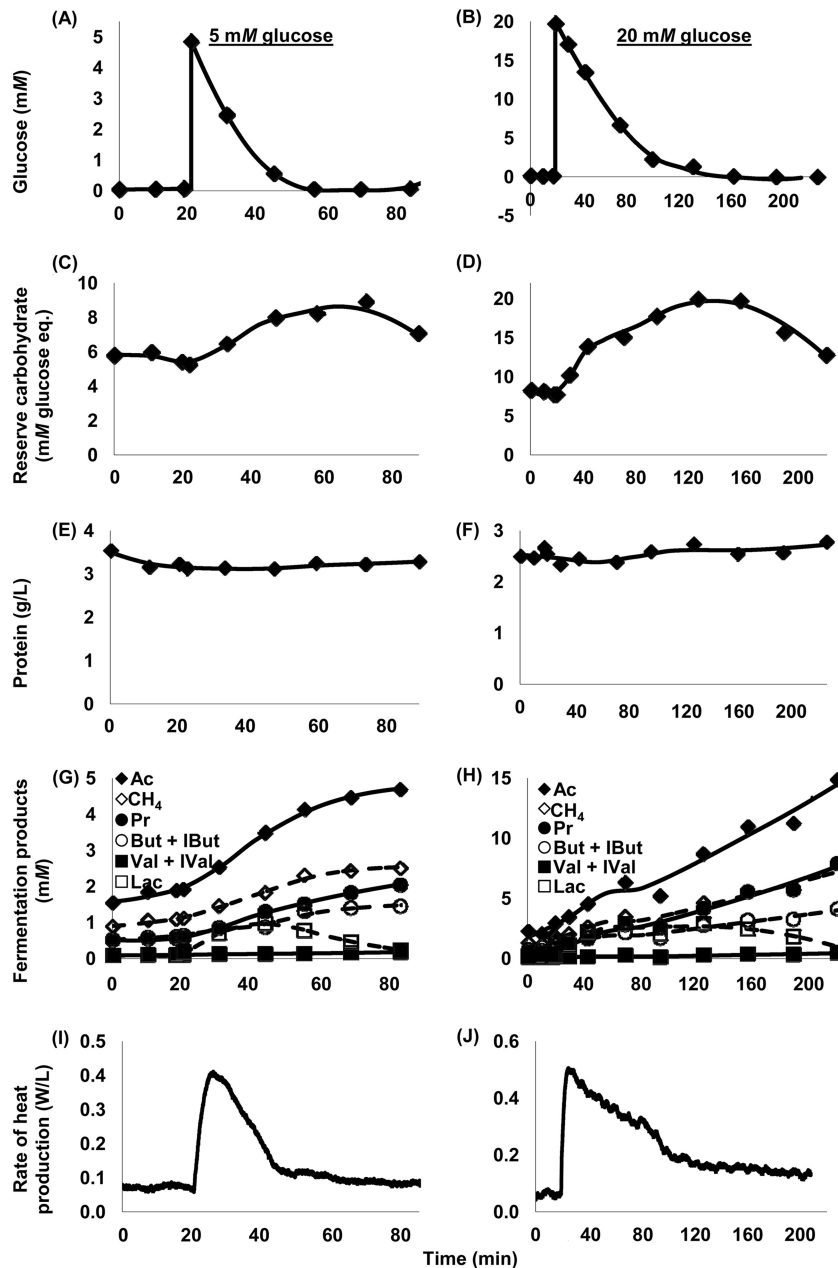 (A)
5 mM glucose
Glucose (mM)
5
4
3
2
1
0
0 20 40 60 80
(B)
20 mM glucose
20
15
10
5
0
-5
0 40 80 120 160 200
(C)
Reserve carbohydrate
(mM glucose eq.)
10
8
6
4
2
0
0 20 40 60 80
(D)
20
15
10
5
0
0 40 80 120 160 200
(E)
Protein (g/L)
4
3
2
1
0
0 20 40 60 80
(F)
3
2
1
0
0 40 80 120 160 200
(G)
Fermentation products
(mM)
5
4
3
2
1
0
Ac
CH4
Pr
But + IBut
Val + IVal
Lac
0 20 40 60 80
(H)
15
10
5
0
Ac
CH4
Pr
But + IBut
Val + IVal
Lac
0 40 80 120 160 200
(I)
Rate of heat
production (W/L)
0.5
0.4
0.3
0.2
0.1
0.0
0 20 40 60 80
(J)
0.6
0.4
0.2
0.0
0 40 80 120 160 200
Time (min)